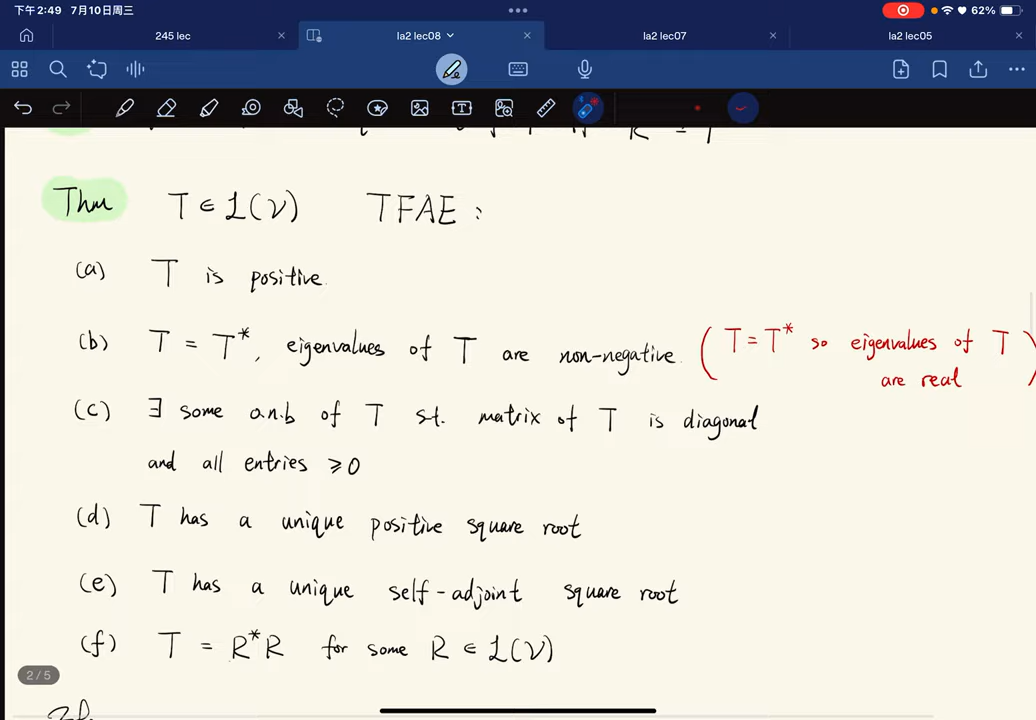 下午2:49 7月10日周三
62%
245 lec
la2 lec08
la2 lec07
la2 lec05
Thm T ∈ L(V) TFAE :
(a) T is positive.
(b) T = T*, eigenvalues of T are non-negative. (T = T* so eigenvalues of T
are real)
(c) ∃ some o.n.b of T s.t. matrix of T is diagonal
and all entries ⩾0
(d) T has a unique positive square root
(e) T has a unique self-adjoint square root
(f) T = R*R for some R ∈ L(V)
2/5